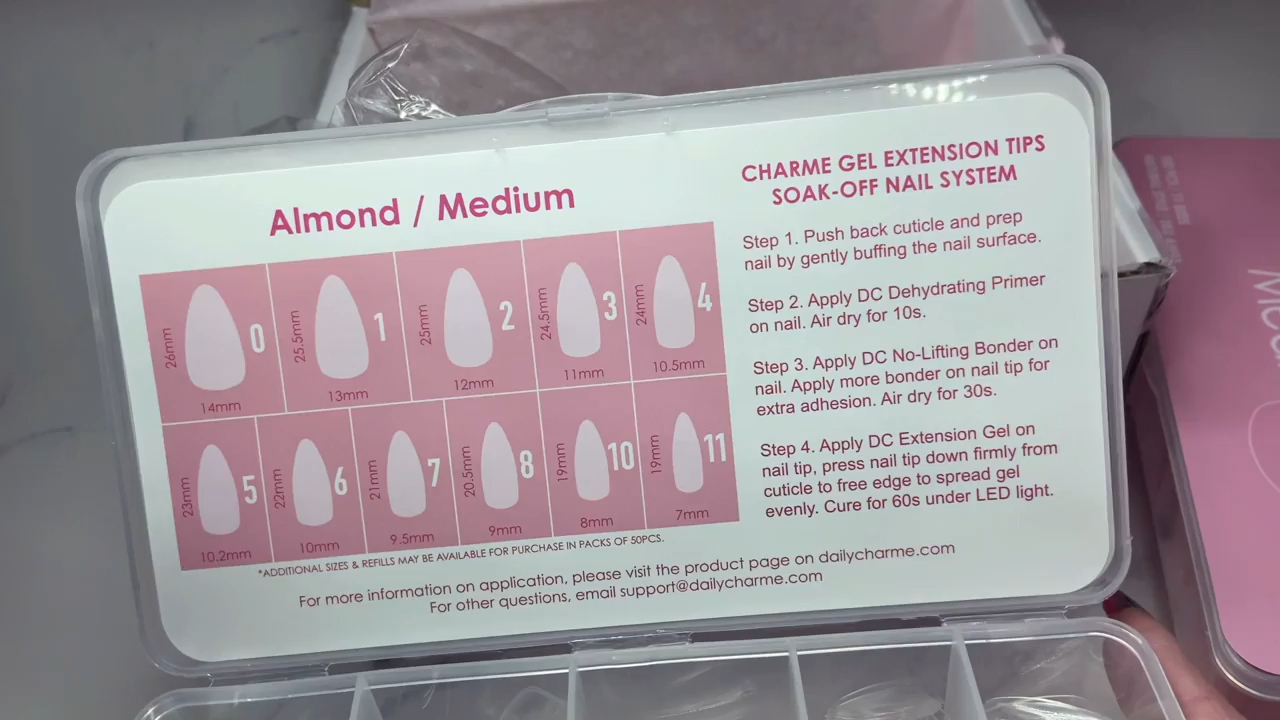 Almond / Medium
26mm
0
14mm
25.5mm
1
13mm
25mm
2
12mm
24.5mm
3
11mm
24mm
4
10.5mm
23mm
5
10.2mm
22mm
6
10mm
21mm
7
9.5mm
20.5mm
8
9mm
19mm
10
8mm
19mm
11
7mm
*ADDITIONAL SIZES & REFILLS MAY BE AVAILABLE FOR PURCHASE IN PACKS OF 50PCS.
CHARME GEL EXTENSION TIPS
SOAK-OFF NAIL SYSTEM
Step 1. Push back cuticle and prep
nail by gently buffing the nail surface.
Step 2. Apply DC Dehydrating Primer
on nail. Air dry for 10s.
Step 3. Apply DC No-Lifting Bonder on
nail. Apply more bonder on nail tip for
extra adhesion. Air dry for 30s.
Step 4. Apply DC Extension Gel on
nail tip, press nail tip down firmly from
cuticle to free edge to spread gel
evenly. Cure for 60s under LED light.
For more information on application, please visit the product page on dailycharme.com
For other questions, email support@dailycharme.com